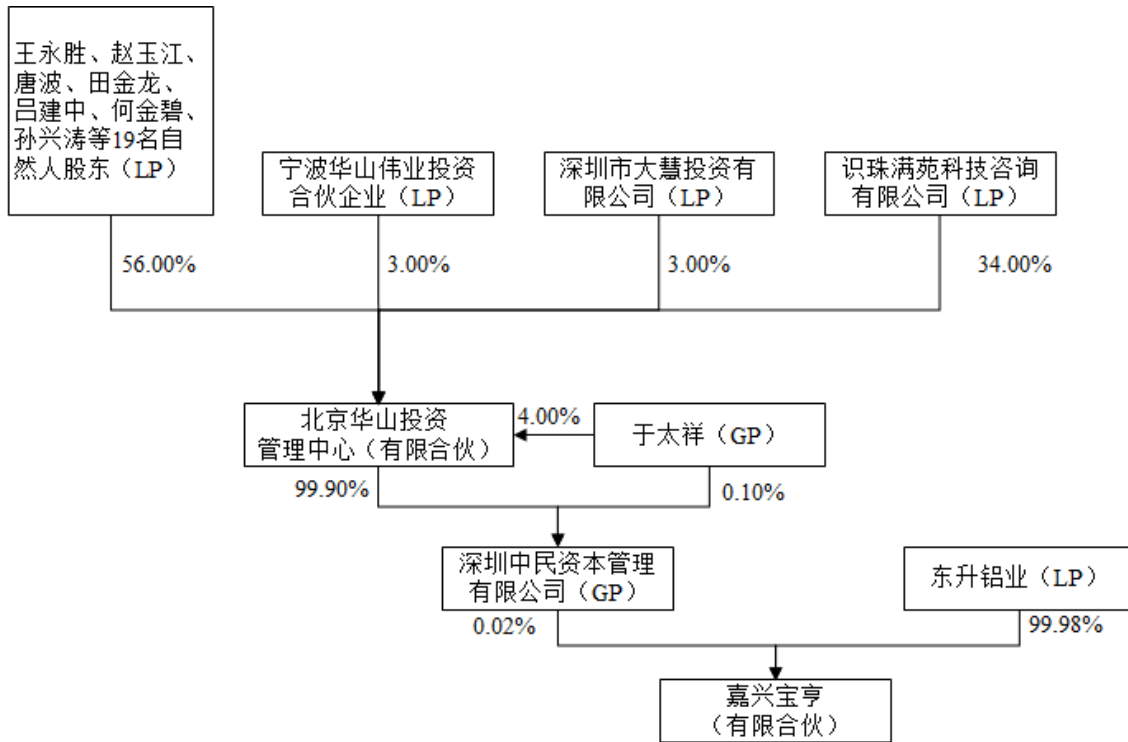 王永胜、赵玉江、
唐波、田金龙、
吕建中、何金碧、
孙兴涛等19名自
然人股东（LP）
宁波华山伟业投资
合伙企业（LP）
深圳市大慧投资有
限公司（LP）
识珠满苑科技咨询
有限公司（LP）
56.00%
3.00%
3.00%
34.00%
北京华山投资
管理中心（有限合伙）
4.00%
于太祥（GP）
99.90%
0.10%
深圳中民资本管理
有限公司（GP）
东升铝业（LP）
0.02%
99.98%
嘉兴宝亨
（有限合伙）